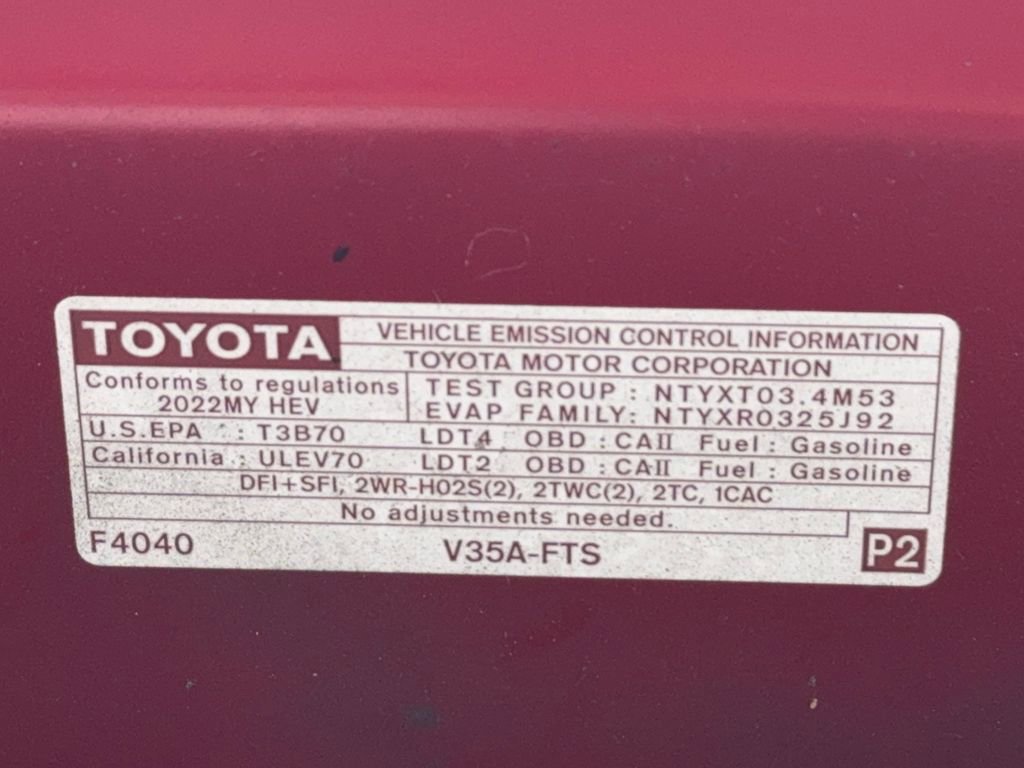 TOYOTA VEHICLE EMISSION CONTROL INFORMATION
TOYOTA MOTOR CORPORATION
Conforms to regulations
2022MY HEV
TEST GROUP : NTYXT03.4M53
EVAP FAMILY: NTYXR0325J92
U.S.EPA : T3B70 LDT4 OBD : CAII Fuel : Gasoline
California : ULEV70 LDT2 OBD : CAII Fuel : Gasoline
DFI+SFI, 2WR-HO2S(2), 2TWC(2), 2TC, 1CAC
No adjustments needed.
F4040 V35A-FTS P2